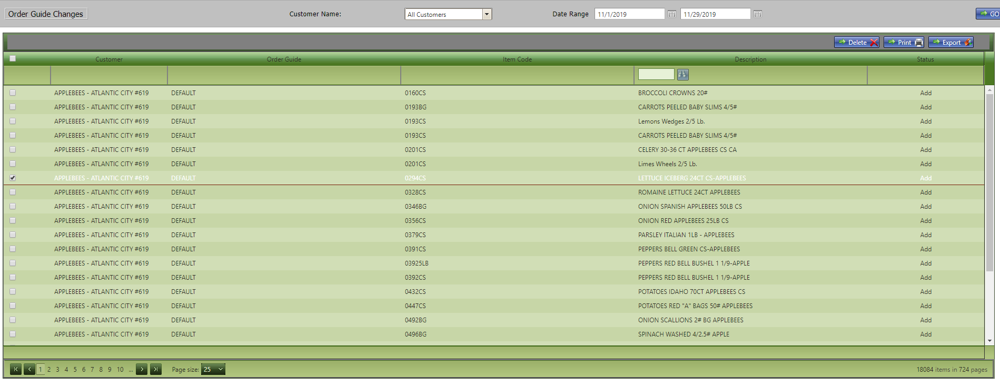 Order Guide Changes Customer Name: All Customers Date Range 11/1/2019 11/29/2019 GO
Delete Print Export
Customer Order Guide Item Code Description Status
APPLEBEES - ATLANTIC CITY #619 DEFAULT 0160CS BROCCOLI CROWNS 20# Add
APPLEBEES - ATLANTIC CITY #619 DEFAULT 0193BG CARROTS PEELED BABY SLIMS 4/5# Add
APPLEBEES - ATLANTIC CITY #619 DEFAULT 0193CS Lemons Wedges 2/5 Lb. Add
APPLEBEES - ATLANTIC CITY #619 DEFAULT 0193CS CARROTS PEELED BABY SLIMS 4/5# Add
APPLEBEES - ATLANTIC CITY #619 DEFAULT 0201CS CELERY 30-36 CT APPLEBEES CS CA Add
APPLEBEES - ATLANTIC CITY #619 DEFAULT 0201CS Limes Wheels 2/5 Lb. Add
APPLEBEES - ATLANTIC CITY #619 DEFAULT 0294CS LETTUCE ICEBERG 24CT CS-APPLEBEES Add
APPLEBEES - ATLANTIC CITY #619 DEFAULT 0328CS ROMAINE LETTUCE 24CT APPLEBEES Add
APPLEBEES - ATLANTIC CITY #619 DEFAULT 0346BG ONION SPANISH APPLEBEES 50LB CS Add
APPLEBEES - ATLANTIC CITY #619 DEFAULT 0356CS ONION RED APPLEBEES 25LB CS Add
APPLEBEES - ATLANTIC CITY #619 DEFAULT 0379CS PARSLEY ITALIAN 1LB - APPLEBEES Add
APPLEBEES - ATLANTIC CITY #619 DEFAULT 0391CS PEPPERS BELL GREEN CS-APPLEBEES Add
APPLEBEES - ATLANTIC CITY #619 DEFAULT 03925LB PEPPERS RED BELL BUSHEL 1 1/9-APPLE Add
APPLEBEES - ATLANTIC CITY #619 DEFAULT 0392CS PEPPERS RED BELL BUSHEL 1 1/9-APPLE Add
APPLEBEES - ATLANTIC CITY #619 DEFAULT 0432CS POTATOES IDAHO 70CT APPLEBEES CS Add
APPLEBEES - ATLANTIC CITY #619 DEFAULT 0447CS POTATOES RED "A" BAGS 50# APPLEBEES Add
APPLEBEES - ATLANTIC CITY #619 DEFAULT 0492BG ONION SCALLIONS 2# BG APPLEBEES Add
APPLEBEES - ATLANTIC CITY #619 DEFAULT 0496BG SPINACH WASHED 4/2.5# APPLE Add
1 2 3 4 5 6 7 8 9 10 ... Page size: 25 18084 items in 724 pages